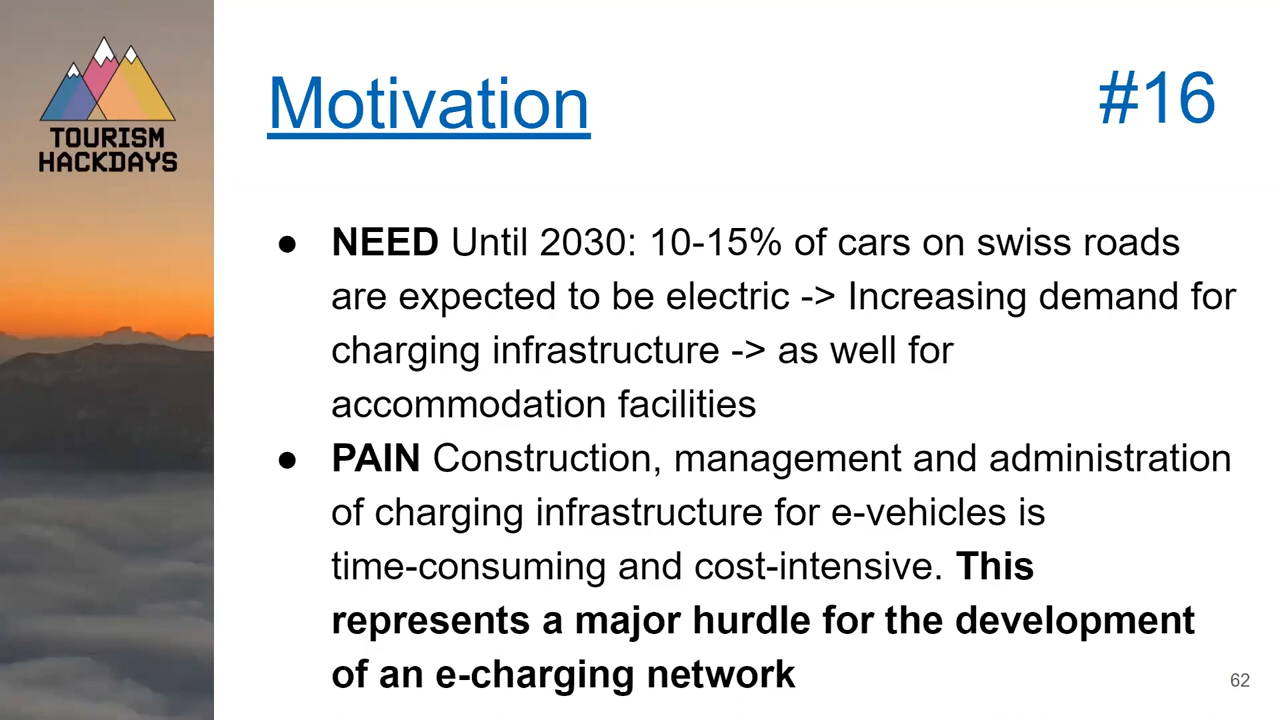 TOURISM
HACKDAYS
Motivation
#16
● NEED Until 2030: 10-15% of cars on swiss roads
are expected to be electric -> Increasing demand for
charging infrastructure -> as well for
accommodation facilities
● PAIN Construction, management and administration
of charging infrastructure for e-vehicles is
time-consuming and cost-intensive. This
represents a major hurdle for the development
of an e-charging network
62